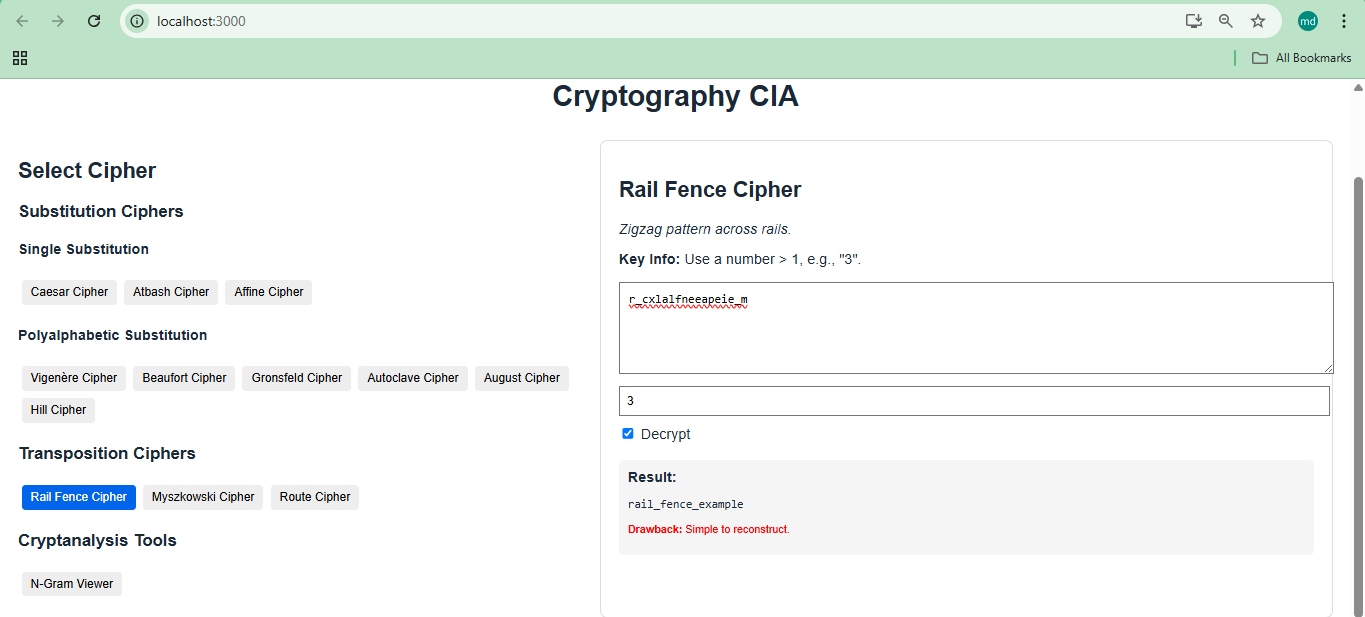 localhost:3000
md
All Bookmarks
Cryptography CIA
Select Cipher
Substitution Ciphers
Single Substitution
Caesar Cipher Atbash Cipher Affine Cipher
Polyalphabetic Substitution
Vigenère Cipher Beaufort Cipher Gronsfeld Cipher Autoclave Cipher August Cipher
Hill Cipher
Transposition Ciphers
Rail Fence Cipher Myszkowski Cipher Route Cipher
Cryptanalysis Tools
N-Gram Viewer
Rail Fence Cipher
Zigzag pattern across rails.
Key Info: Use a number > 1, e.g., "3".
r_cxlalfneeapeie_m
3
Decrypt
Result:
rail_fence_example
Drawback: Simple to reconstruct.